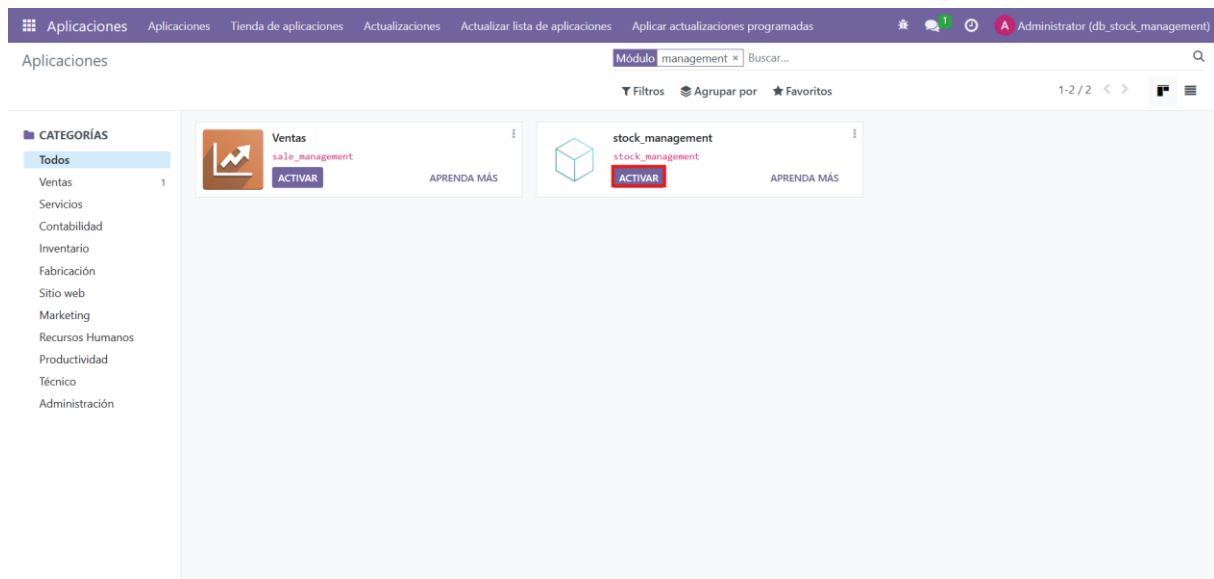 Aplicaciones Aplicaciones Tienda de aplicaciones Actualizaciones Actualizar lista de aplicaciones Aplicar actualizaciones programadas 1 A Administrator (db_stock_management)
Aplicaciones Módulo management × Buscar...
Filtros Agrupar por Favoritos 1-2 / 2
CATEGORÍAS
Todos
Ventas 1
Servicios
Contabilidad
Inventario
Fabricación
Sitio web
Marketing
Recursos Humanos
Productividad
Técnico
Administración
Ventas
sale_management
ACTIVAR APRENDA MÁS
stock_management
stock_management
ACTIVAR APRENDA MÁS